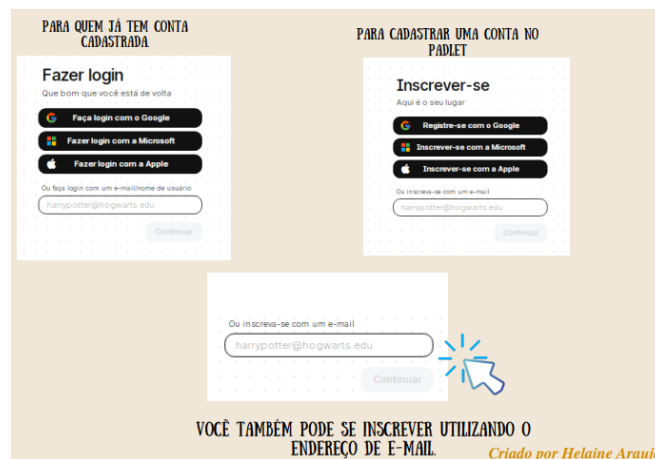 PARA QUEM JÁ TEM CONTA
CADASTRADA
Fazer login
Que bom que você está de volta
Faça login com o Google
Fazer login com a Microsoft
Fazer login com a Apple
Ou faça login com um e-mail/nome de usuário
harrypotter@hogwarts.edu
Continuar
PARA CADASTRAR UMA CONTA NO
PADLET
Inscrever-se
Aqui é o seu lugar
Registre-se com o Google
Inscrever-se com a Microsoft
Inscrever-se com a Apple
Ou inscreva-se com um e-mail
harrypotter@hogwarts.edu
Continuar
Ou inscreva-se com um e-mail
harrypotter@hogwarts.edu
Continuar
VOCÊ TAMBÉM PODE SE INSCREVER UTILIZANDO O
ENDEREÇO DE E-MAIL.
Criado por Helaine Araujo